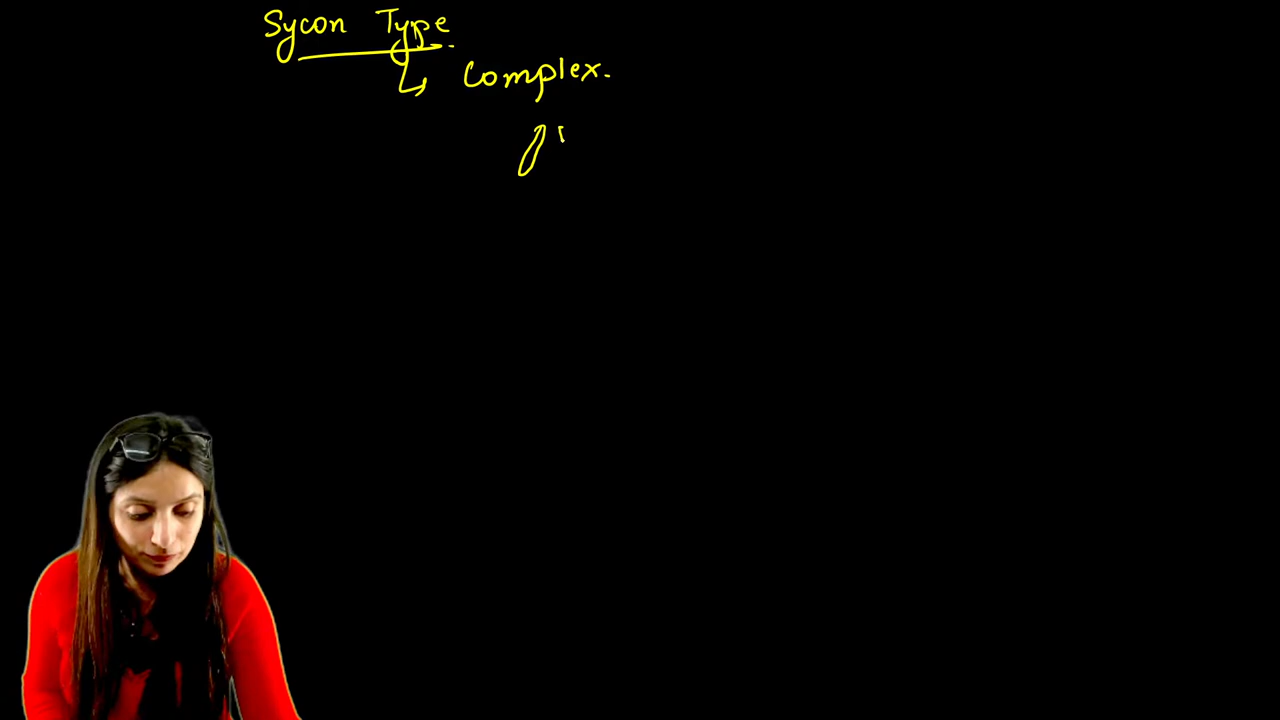 Sycon Type.
↳ Complex.